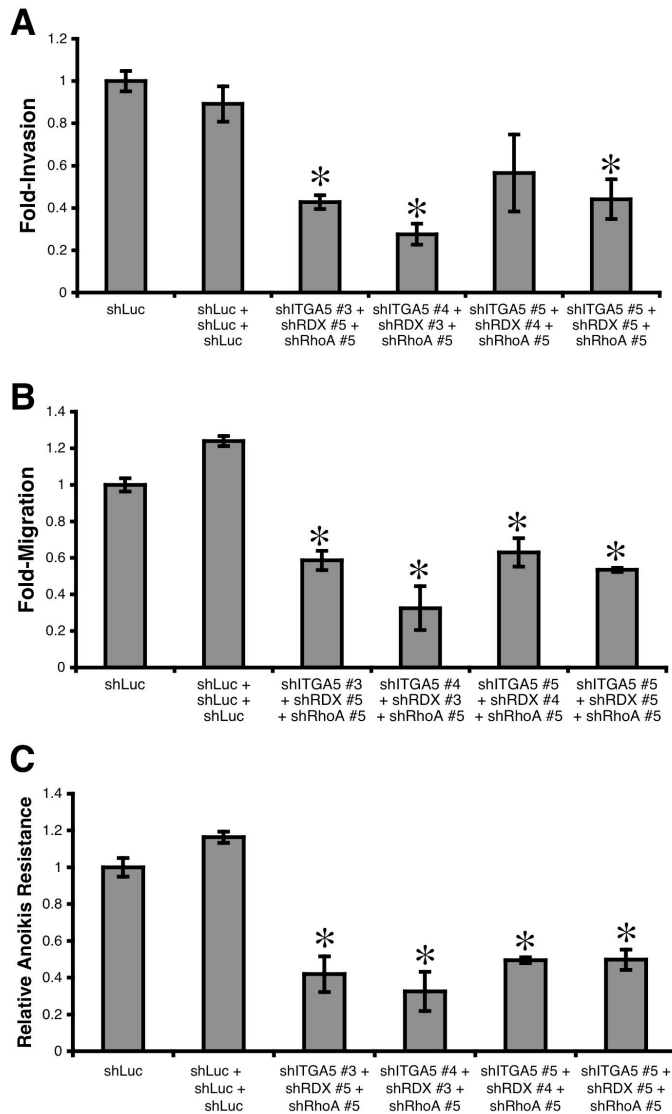 A
Fold-Invasion
1.2
1
0.8
0.6
0.4
0.2
0
* * *
shLuc
shLuc +
shLuc +
shLuc
shITGA5 #3 +
shRDX #5 +
shRhoA #5
shITGA5 #4 +
shRDX #3 +
shRhoA #5
shITGA5 #5 +
shRDX #4 +
shRhoA #5
shITGA5 #5 +
shRDX #5 +
shRhoA #5
B
Fold-Migration
1.4
1.2
1
0.8
0.6
0.4
0.2
0
* * * *
shLuc
shLuc +
shLuc +
shLuc
shITGA5 #3
+ shRDX #5
+ shRhoA #5
shITGA5 #4
+ shRDX #3
+ shRhoA #5
shITGA5 #5
+ shRDX #4
+ shRhoA #5
shITGA5 #5
+ shRDX #5
+ shRhoA #5
C
Relative Anoikis Resistance
1.4
1.2
1
0.8
0.6
0.4
0.2
0
* * * *
shLuc
shLuc +
shLuc +
shLuc
shITGA5 #3 +
shRDX #5 +
shRhoA #5
shITGA5 #4 +
shRDX #3 +
shRhoA #5
shITGA5 #5 +
shRDX #4 +
shRhoA #5
shITGA5 #5 +
shRDX #5 +
shRhoA #5